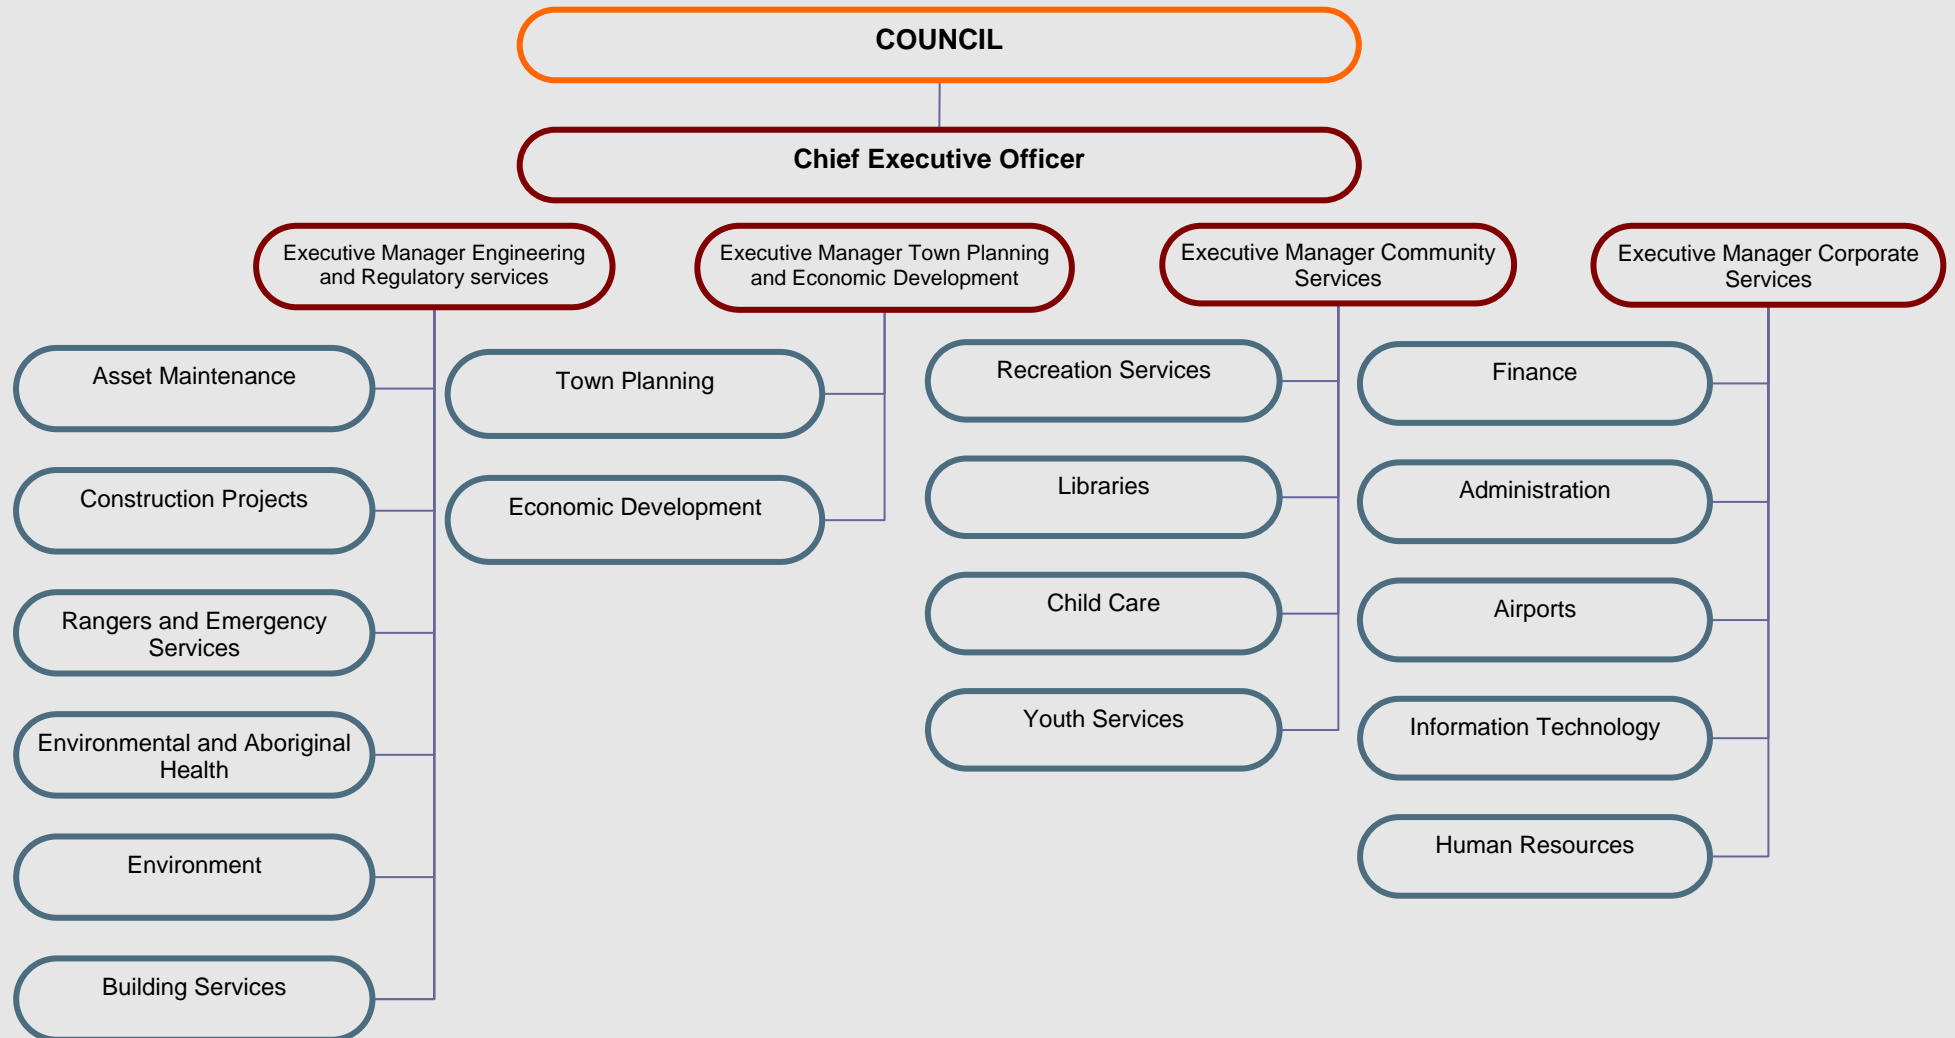 COUNCIL
Chief Executive Officer
Executive Manager Engineering
and Regulatory services
Executive Manager Town Planning
and Economic Development
Executive Manager Community
Services
Executive Manager Corporate
Services
Asset Maintenance
Construction Projects
Rangers and Emergency
Services
Environmental and Aboriginal
Health
Environment
Building Services
Town Planning
Economic Development
Recreation Services
Libraries
Child Care
Youth Services
Finance
Administration
Airports
Information Technology
Human Resources